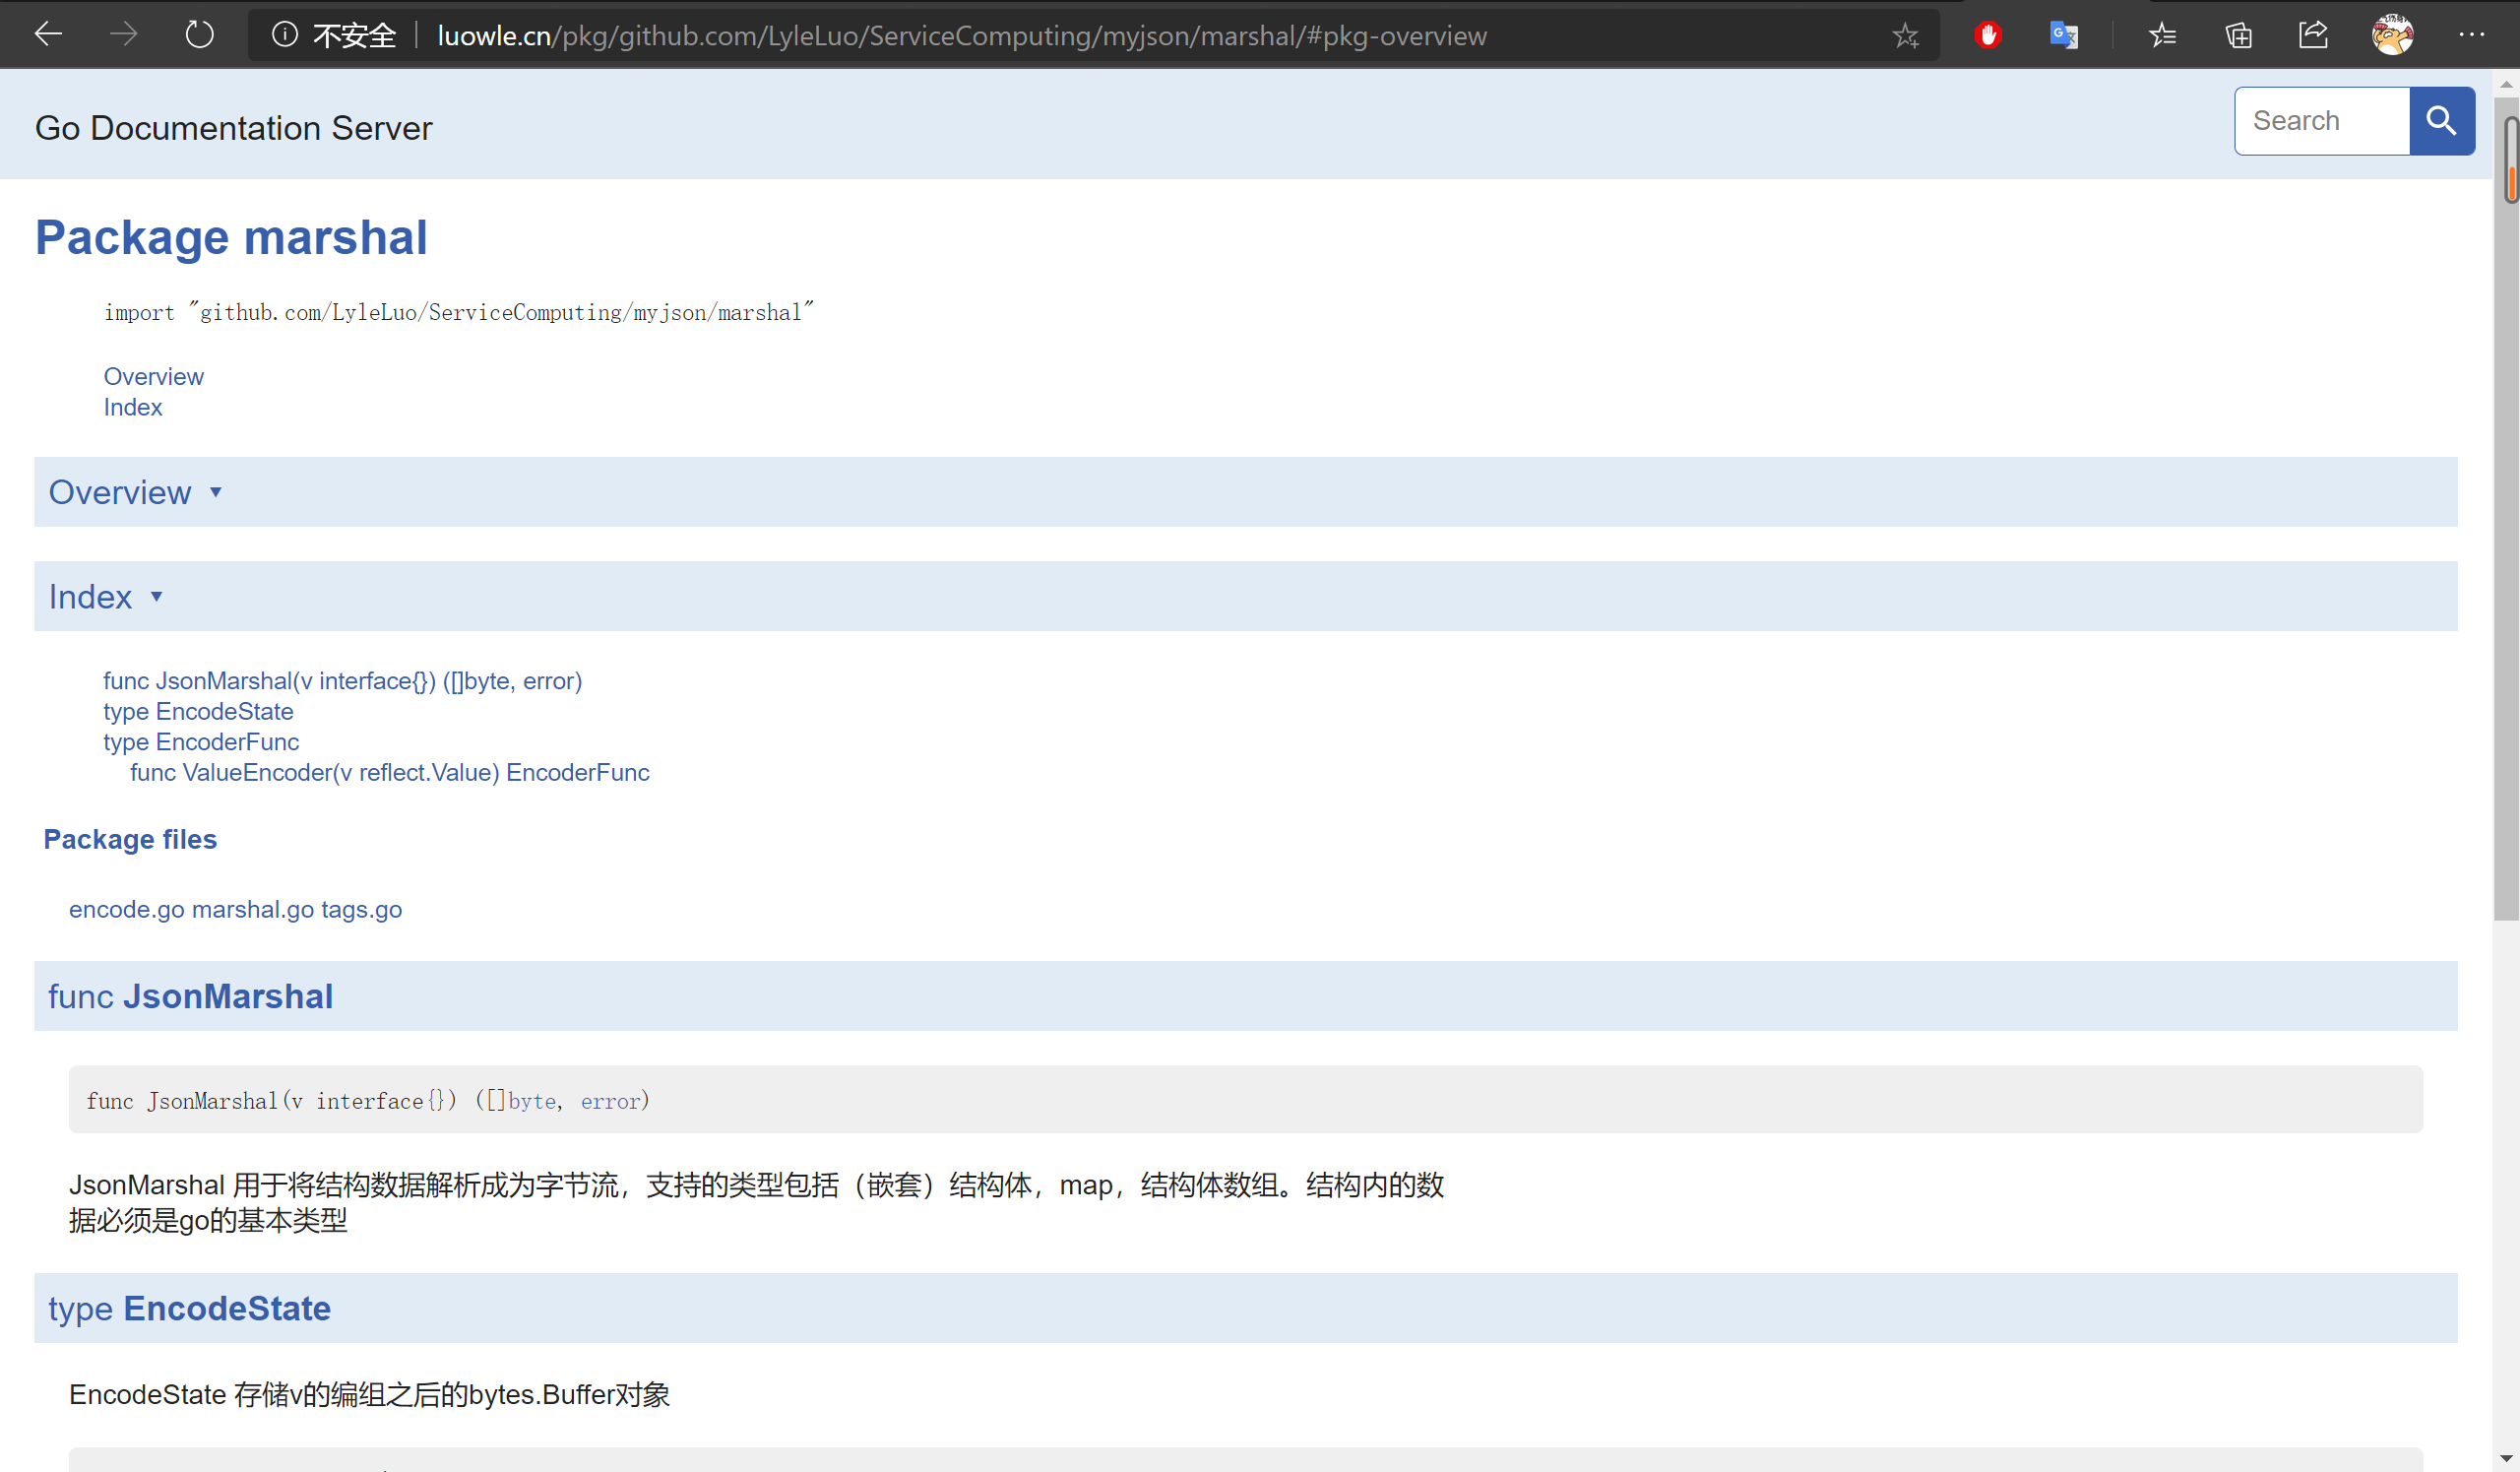 不安全 luowle.cn/pkg/github.com/LyleLuo/ServiceComputing/myjson/marshal/#pkg-overview
Go Documentation Server
Search
Package marshal
import "github.com/LyleLuo/ServiceComputing/myjson/marshal"
Overview
Index
Overview ▾
Index ▾
func JsonMarshal(v interface{}) ([]byte, error)
type EncodeState
type EncoderFunc
func ValueEncoder(v reflect.Value) EncoderFunc
Package files
encode.go marshal.go tags.go
func JsonMarshal
func JsonMarshal(v interface{}) ([]byte, error)
JsonMarshal 用于将结构数据解析成为字节流，支持的类型包括（嵌套）结构体，map，结构体数组。结构内的数
据必须是go的基本类型
type EncodeState
EncodeState 存储v的编组之后的bytes.Buffer对象